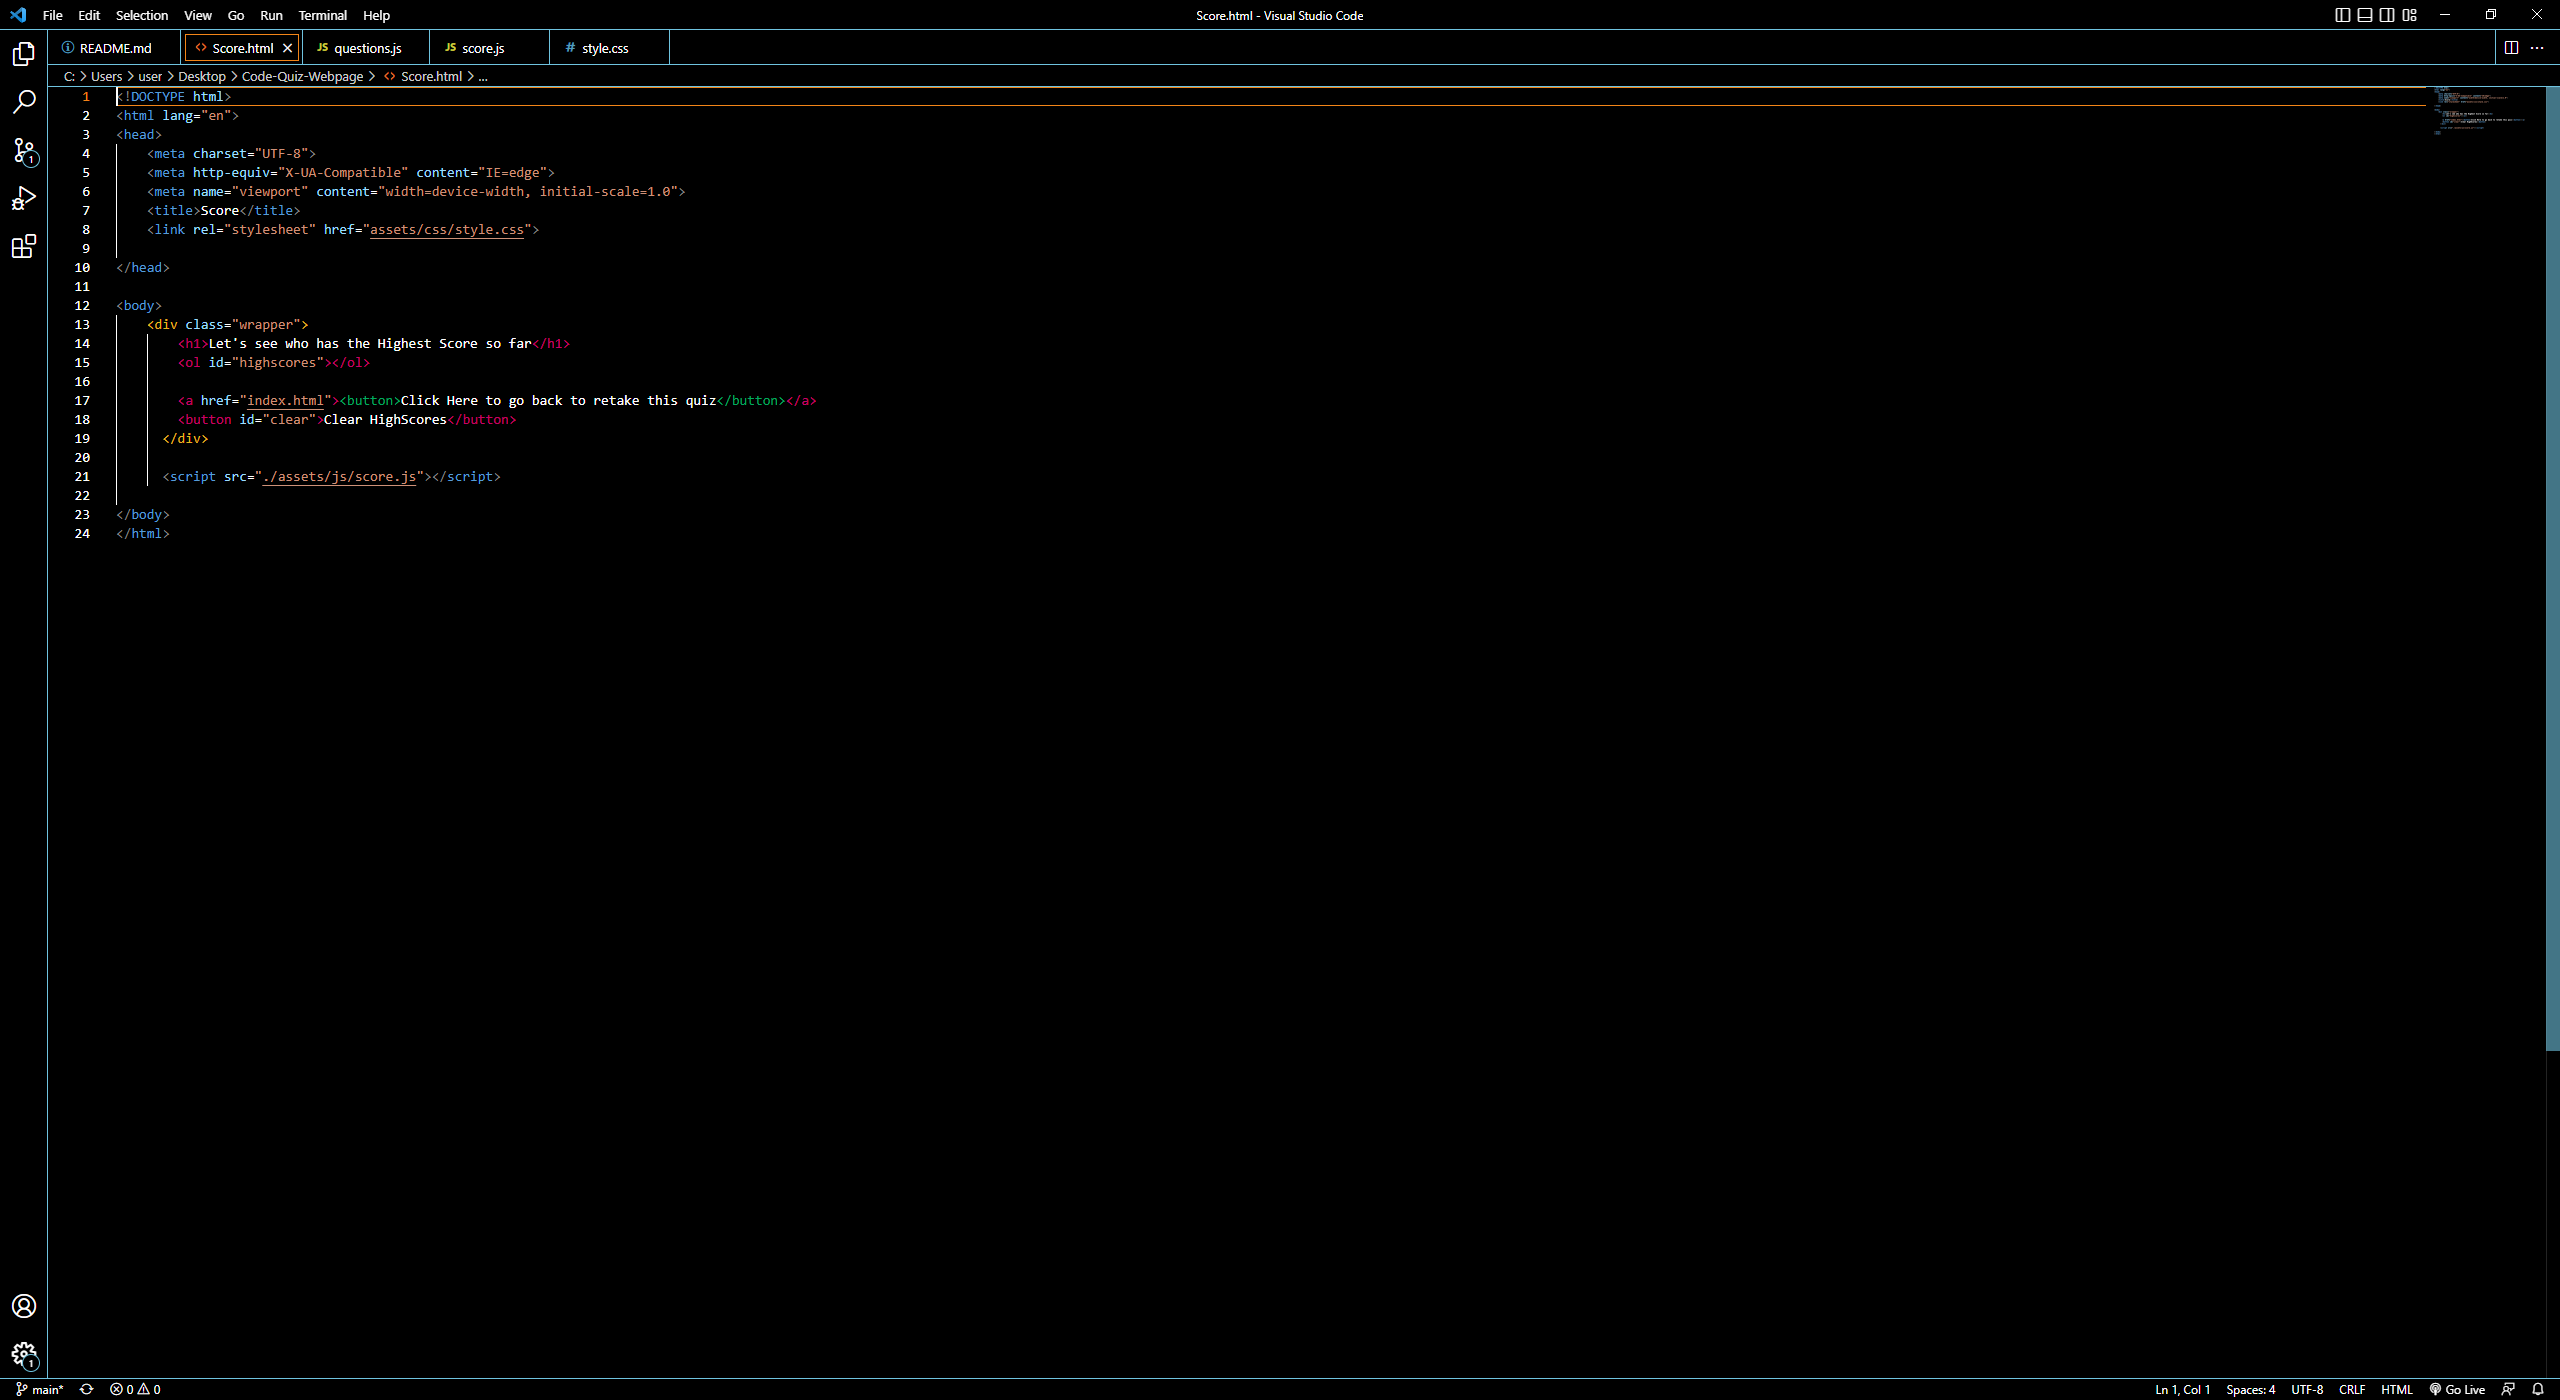 File Edit Selection View Go Run Terminal Help
Score.html - Visual Studio Code
README.md
Score.html
JS questions.js
JS score.js
# style.css
C: > Users > user > Desktop > Code-Quiz-Webpage > <> Score.html > ...
1 <!DOCTYPE html>
2 <html lang="en">
3 <head>
4 <meta charset="UTF-8">
5 <meta http-equiv="X-UA-Compatible" content="IE=edge">
6 <meta name="viewport" content="width=device-width, initial-scale=1.0">
7 <title>Score</title>
8 <link rel="stylesheet" href="assets/css/style.css">
9
10 </head>
11
12 <body>
13 <div class="wrapper">
14 <h1>Let's see who has the Highest Score so far</h1>
15 <ol id="highscores"></ol>
16
17 <a href="index.html"><button>Click Here to go back to retake this quiz</button></a>
18 <button id="clear">Clear HighScores</button>
19 </div>
20
21 <script src="./assets/js/score.js"></script>
22
23 </body>
24 </html>
1
1
main* 0 0
Ln 1, Col 1 Spaces: 4 UTF-8 CRLF HTML Go Live